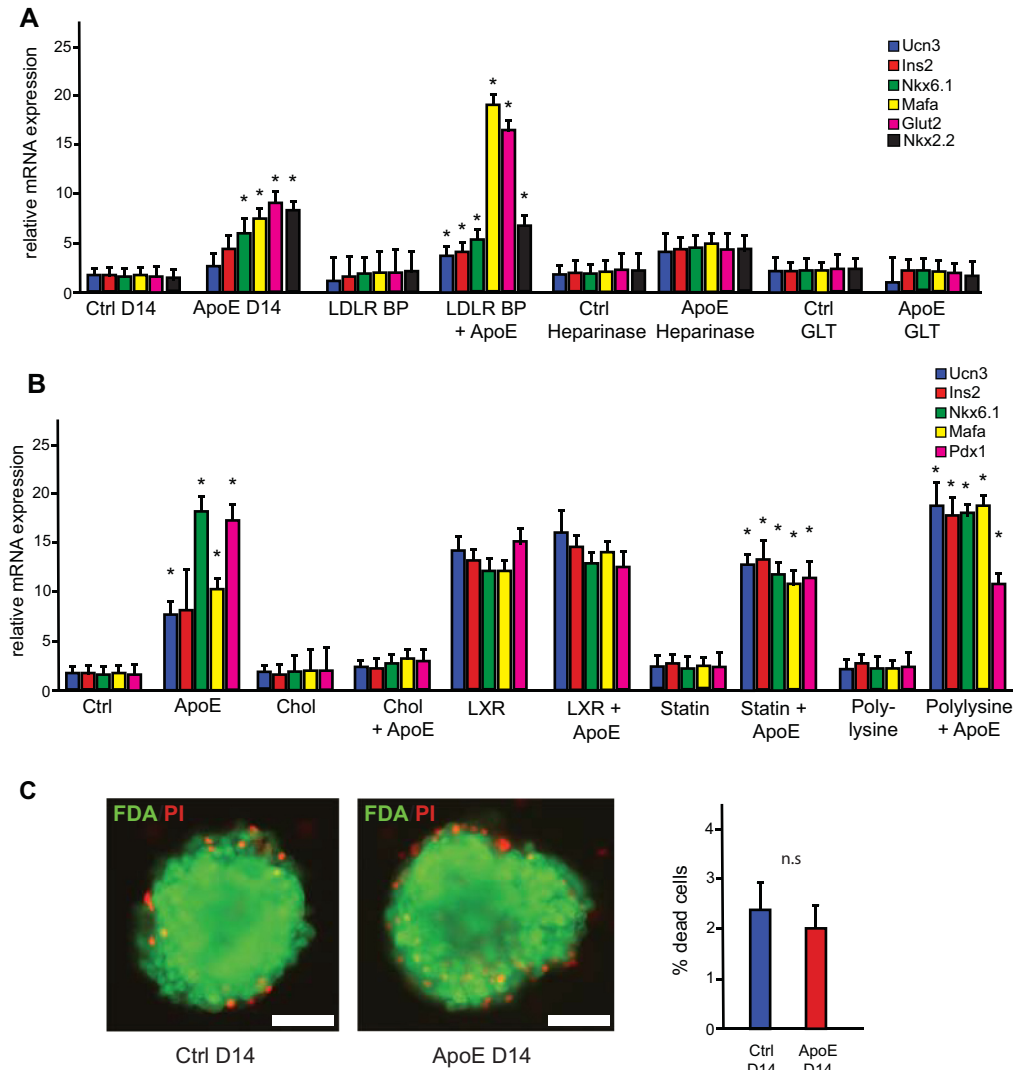 A
relative mRNA expression
25
20
15
10
5
0
* * * *
* * * * * *
Ucn3
Ins2
Nkx6.1
Mafa
Glut2
Nkx2.2
Ctrl D14
ApoE D14
LDLR BP
LDLR BP
+ ApoE
Ctrl
Heparinase
ApoE
Heparinase
Ctrl
GLT
ApoE
GLT
B
relative mRNA expression
25
20
15
10
5
0
* * * *
* * * * *
* * * * *
Ucn3
Ins2
Nkx6.1
Mafa
Pdx1
Ctrl
ApoE
Chol
Chol
+ ApoE
LXR
LXR +
ApoE
Statin
Statin +
ApoE
Poly-
lysine
Polylysine
+ ApoE
C
FDA PI
Ctrl D14
FDA PI
ApoE D14
% dead cells
4
3
2
1
0
n.s
Ctrl
D14
ApoE
D14